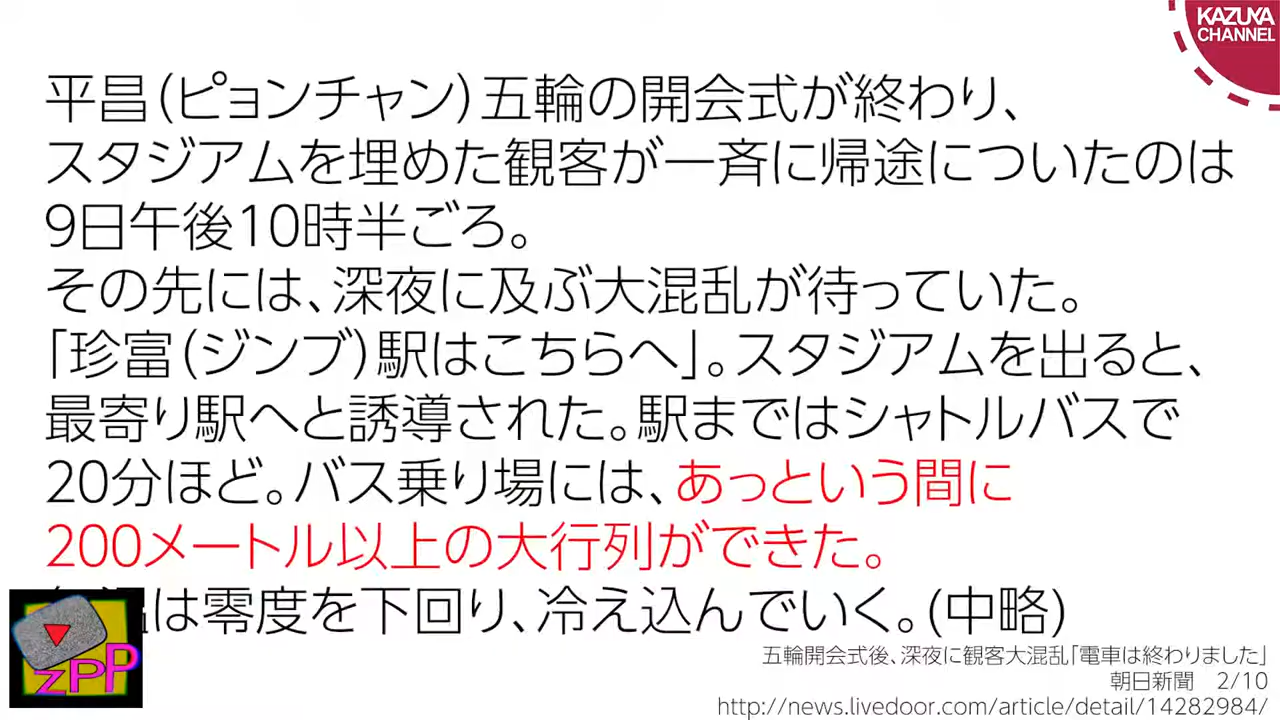 KAZUYA
CHANNEL
平昌(ピョンチャン)五輪の開会式が終わり、
スタジアムを埋めた観客が一斉に帰途についたのは
9日午後10時半ごろ。
その先には、深夜に及ぶ大混乱が待っていた。
「珍富(ジンブ)駅はこちらへ」。スタジアムを出ると、
最寄り駅へと誘導された。駅まではシャトルバスで
20分ほど。バス乗り場には、あっという間に
200メートル以上の大行列ができた。
は零度を下回り、冷え込んでいく。(中略)
zPP
五輪開会式後、深夜に観客大混乱「電車は終わりました」
朝日新聞 2/10
http://news.livedoor.com/article/detail/14282984/